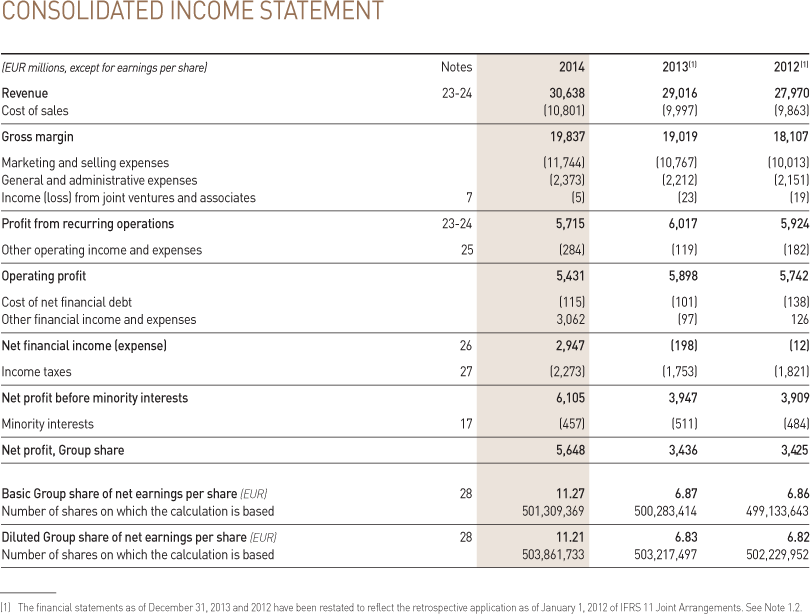 CONSOLIDATED INCOME STATEMENT
(EUR millions, except for earnings per share) Notes 2014 2013(1) 2012(1)
Revenue 23-24 30,638 29,016 27,970
Cost of sales (10,801) (9,997) (9,863)
Gross margin 19,837 19,019 18,107
Marketing and selling expenses (11,744) (10,767) (10,013)
General and administrative expenses (2,373) (2,212) (2,151)
Income (loss) from joint ventures and associates 7 (5) (23) (19)
Profit from recurring operations 23-24 5,715 6,017 5,924
Other operating income and expenses 25 (284) (119) (182)
Operating profit 5,431 5,898 5,742
Cost of net financial debt (115) (101) (138)
Other financial income and expenses 3,062 (97) 126
Net financial income (expense) 26 2,947 (198) (12)
Income taxes 27 (2,273) (1,753) (1,821)
Net profit before minority interests 6,105 3,947 3,909
Minority interests 17 (457) (511) (484)
Net profit, Group share 5,648 3,436 3,425
Basic Group share of net earnings per share (EUR) 28 11.27 6.87 6.86
Number of shares on which the calculation is based 501,309,369 500,283,414 499,133,643
Diluted Group share of net earnings per share (EUR) 28 11.21 6.83 6.82
Number of shares on which the calculation is based 503,861,733 503,217,497 502,229,952
(1) The financial statements as of December 31, 2013 and 2012 have been restated to reflect the retrospective application as of January 1, 2012 of IFRS 11 Joint Arrangements. See Note 1.2.